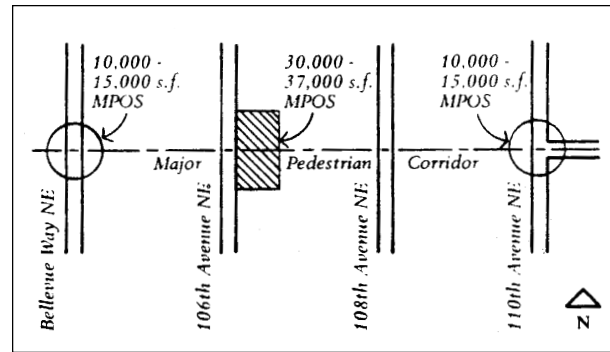 10,000 -
15,000 s.f.
MPOS
30,000 -
37,000 s.f.
MPOS
10,000 -
15,000 s.f.
MPOS
Major Pedestrian Corridor
Bellevue Way NE
106th Avenue NE
108th Avenue NE
110th Avenue NE
N